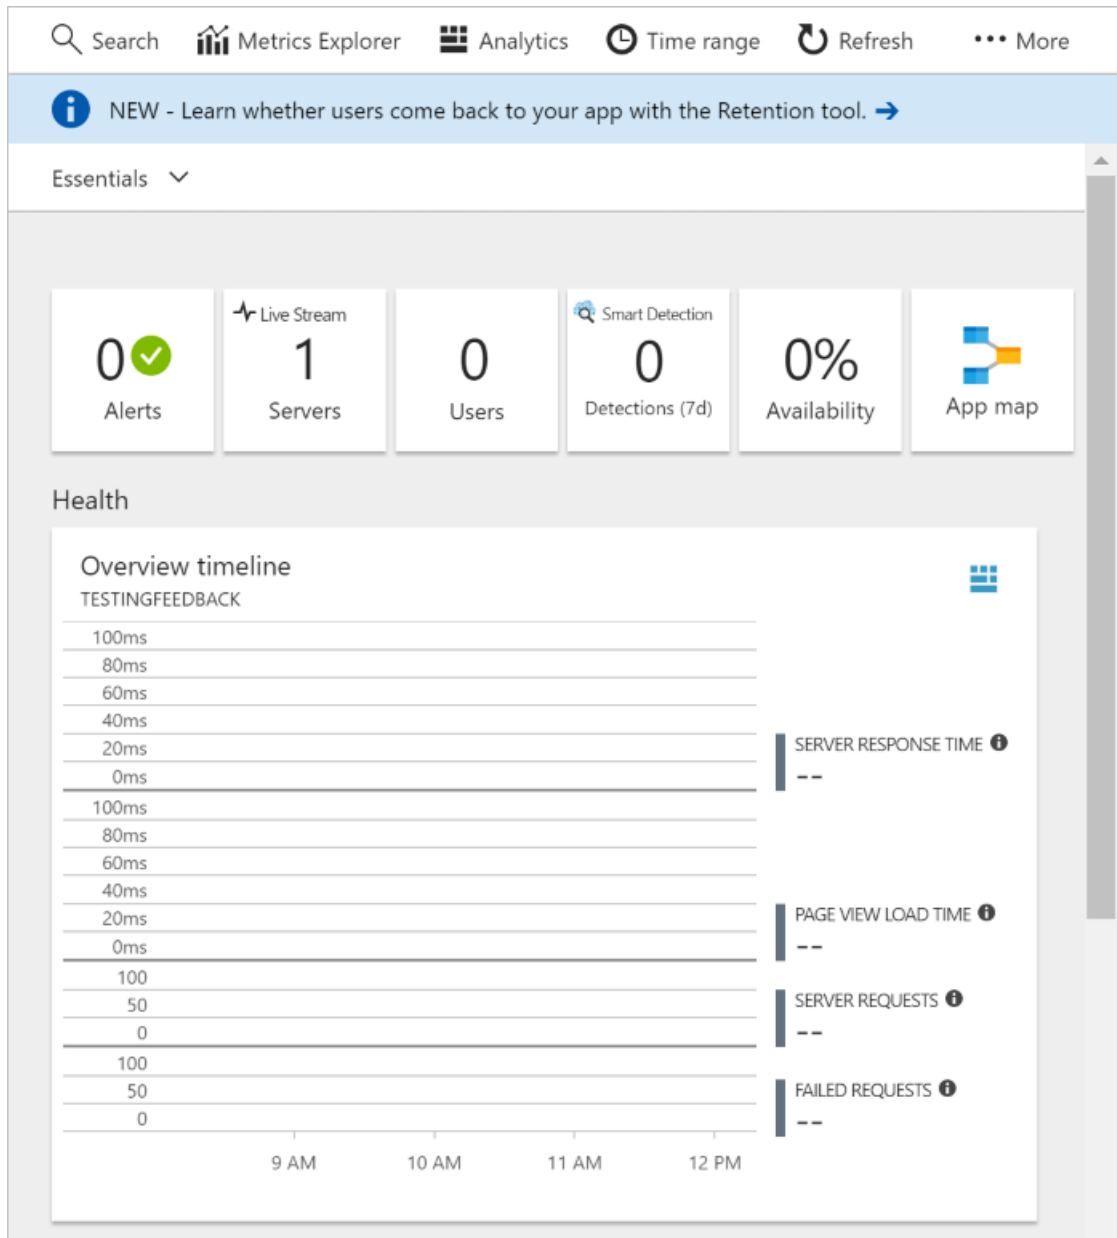 Search Metrics Explorer Analytics Time range Refresh ••• More
NEW - Learn whether users come back to your app with the Retention tool. →
Essentials
0
Alerts
Live Stream
1
Servers
0
Users
Smart Detection
0
Detections (7d)
0%
Availability
App map
Health
Overview timeline
TESTINGFEEDBACK
100ms
80ms
60ms
40ms
20ms
0ms
SERVER RESPONSE TIME
--
100ms
80ms
60ms
40ms
20ms
0ms
PAGE VIEW LOAD TIME
--
100
50
0
SERVER REQUESTS
--
100
50
0
FAILED REQUESTS
--
9 AM 10 AM 11 AM 12 PM